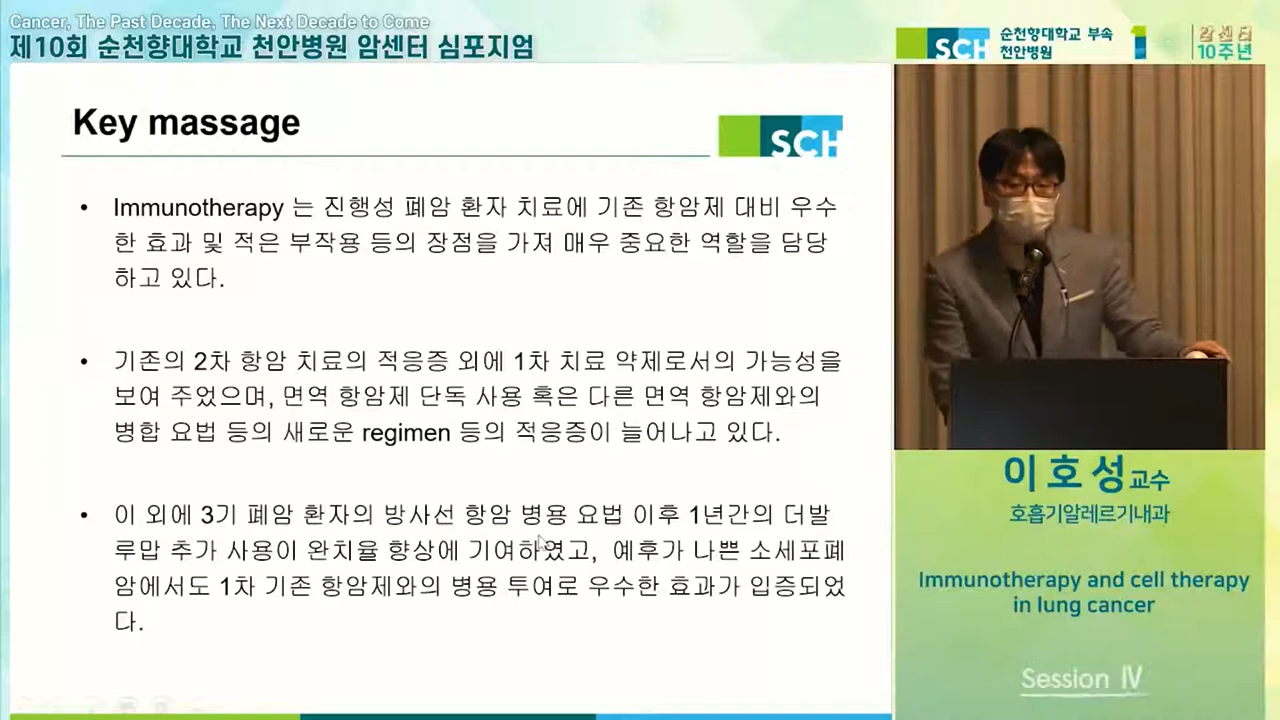 Cancer, The Past Decade, The Next Decade to Come
제10회 순천향대학교 천안병원 암센터 심포지엄
SCH
순천향대학교 부속
천안병원
1
암센터
10주년
Key massage
SCH
• Immunotherapy 는 진행성 폐암 환자 치료에 기존 항암제 대비 우수
한 효과 및 적은 부작용 등의 장점을 가져 매우 중요한 역할을 담당
하고 있다.
• 기존의 2차 항암 치료의 적응증 외에 1차 치료 약제로서의 가능성을
보여 주었으며, 면역 항암제 단독 사용 혹은 다른 면역 항암제와의
병합 요법 등의 새로운 regimen 등의 적응증이 늘어나고 있다.
• 이 외에 3기 폐암 환자의 방사선 항암 병용 요법 이후 1년간의 더발
루맙 추가 사용이 완치율 향상에 기여하였고, 예후가 나쁜 소세포폐
암에서도 1차 기존 항암제와의 병용 투여로 우수한 효과가 입증되었
다.
이호성교수
호흡기알레르기내과
Immunotherapy and cell therapy
in lung cancer
Session Ⅳ